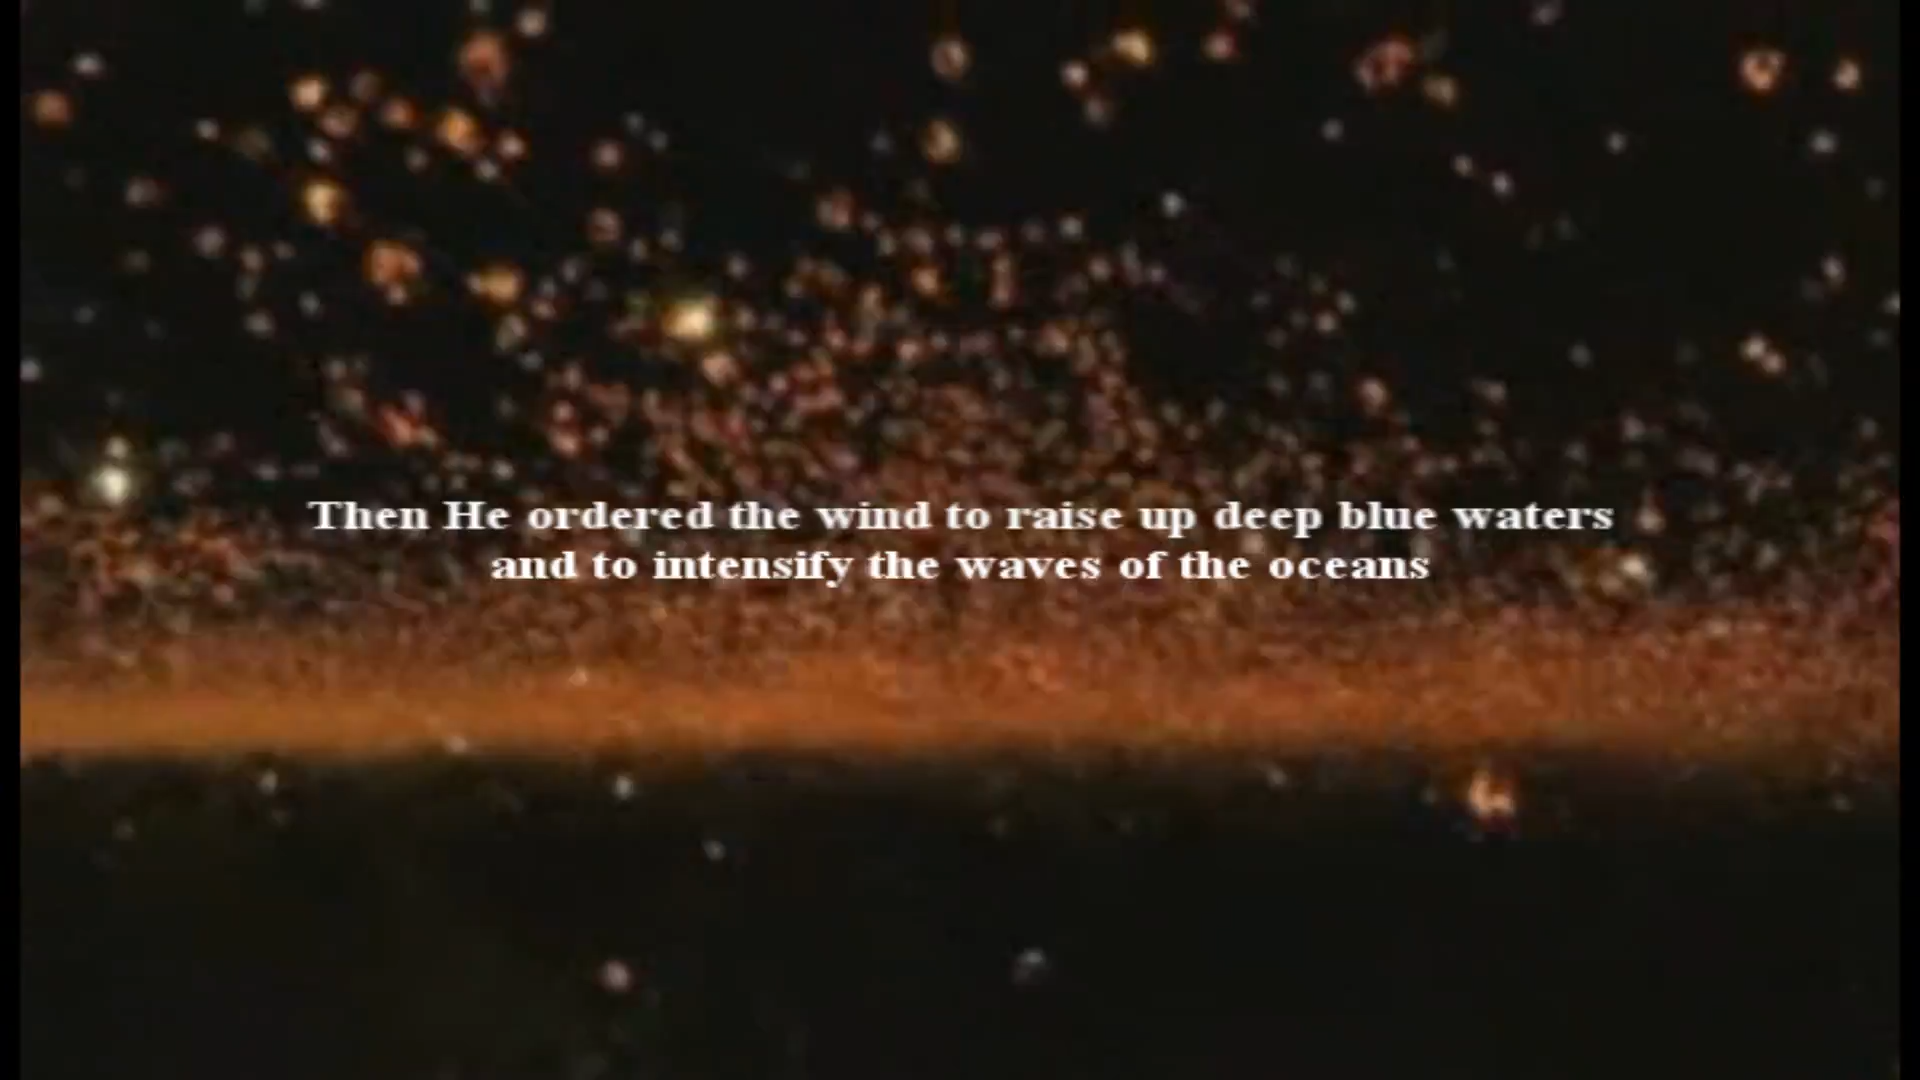 Then He ordered the wind to raise up deep blue waters
and to intensify the waves of the oceans